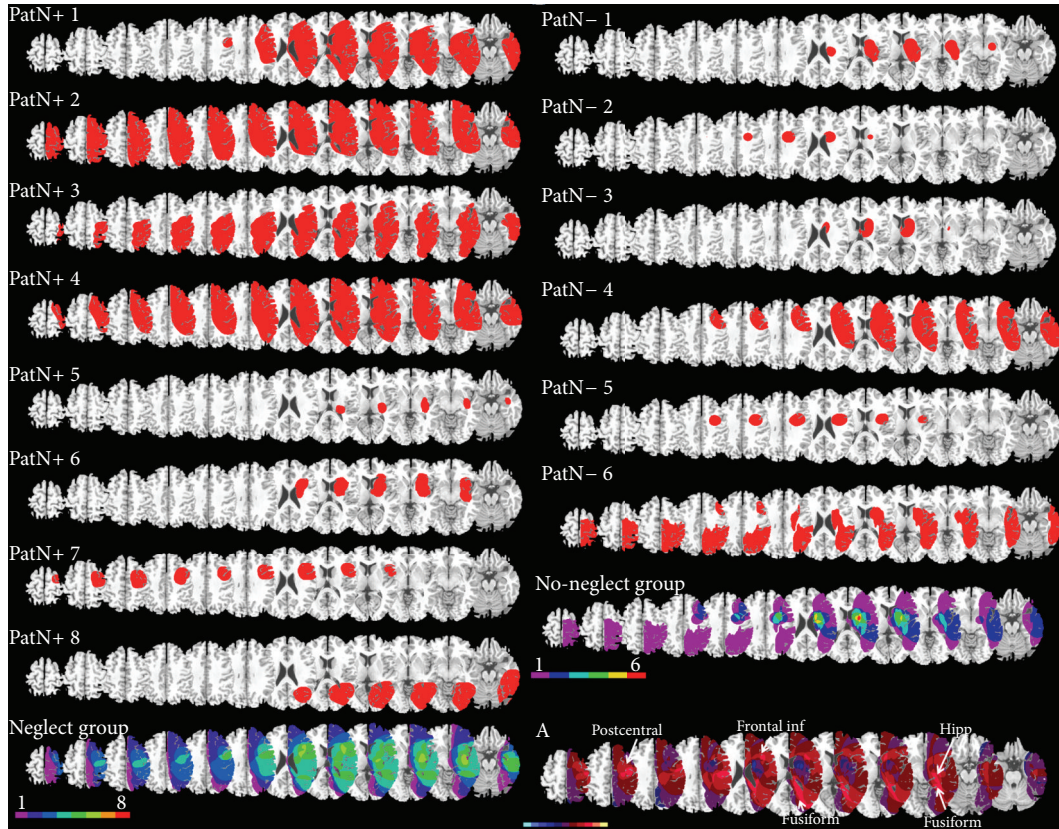 PatN+ 1
PatN+ 2
PatN+ 3
PatN+ 4
PatN+ 5
PatN+ 6
PatN+ 7
PatN+ 8
Neglect group
1 8
PatN− 1
PatN− 2
PatN− 3
PatN− 4
PatN− 5
PatN− 6
No-neglect group
1 6
A
Postcentral
Frontal inf
Hipp
Fusiform
Fusiform